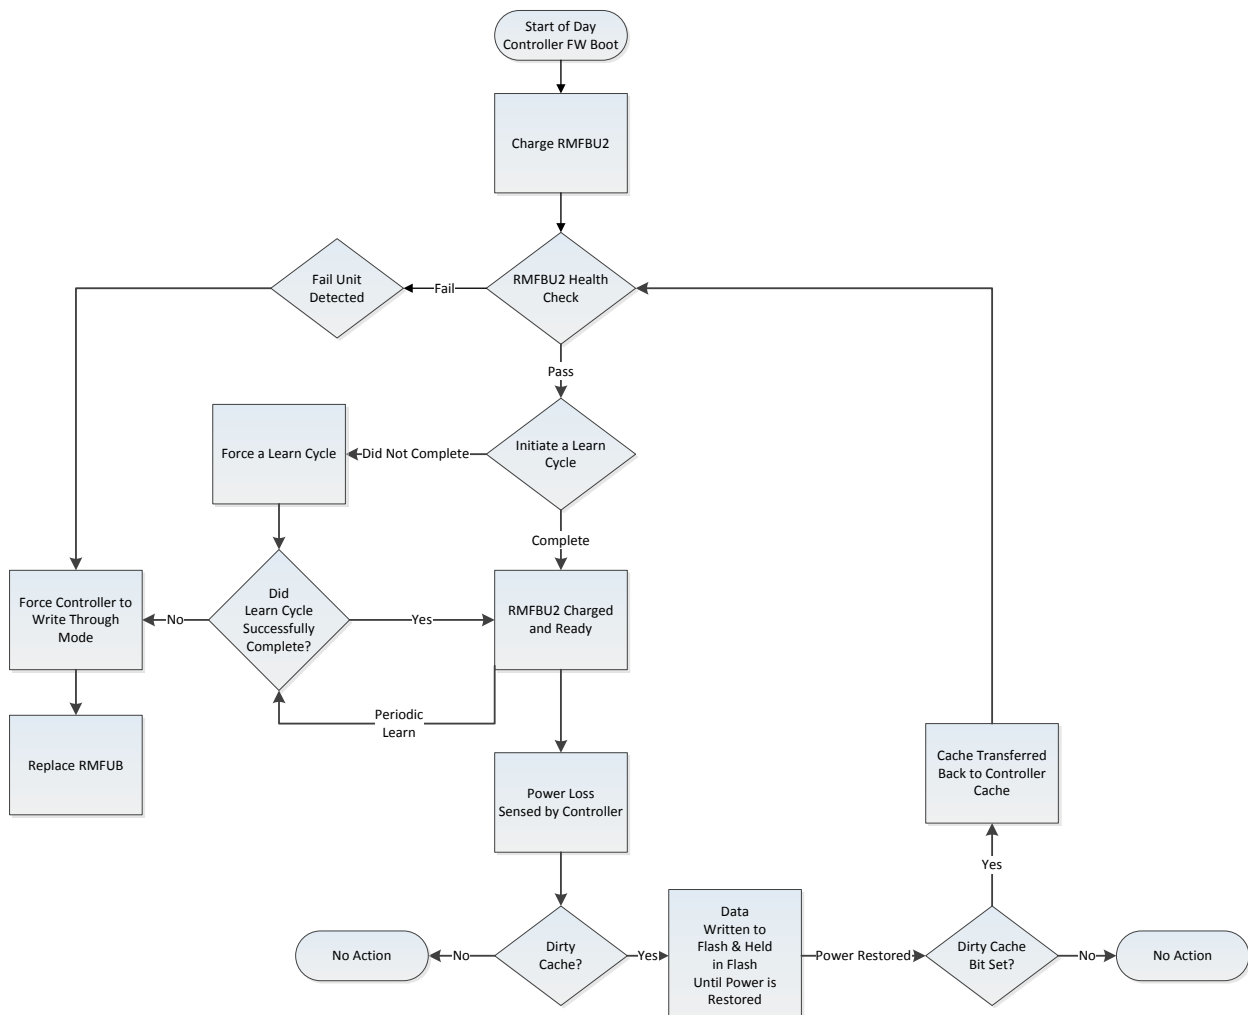 Start of Day
Controller FW Boot
Charge RMFBU2
Fail Unit
Detected
Fail
RMFBU2 Health
Check
Pass
Force a Learn Cycle
Did Not Complete
Initiate a Learn
Cycle
Complete
Force Controller to
Write Through
Mode
No
Did
Learn Cycle
Successfully
Complete?
Yes
RMFBU2 Charged
and Ready
Periodic
Learn
Replace RMFUB
Power Loss
Sensed by Controller
Cache Transferred
Back to Controller
Cache
Yes
No Action
No
Dirty
Cache?
Yes
Data
Written to
Flash & Held
in Flash
Until Power is
Restored
Power Restored
Dirty Cache
Bit Set?
No
No Action